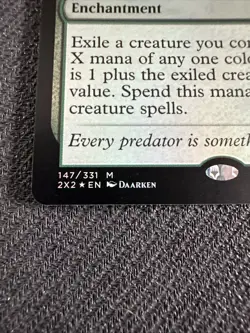 Enchantment
Exile a creature you con
X mana of any one colo
is 1 plus the exiled crea
value. Spend this mana
creature spells.
Every predator is someth
147/331 M
2X2 ★ EN DAARKEN